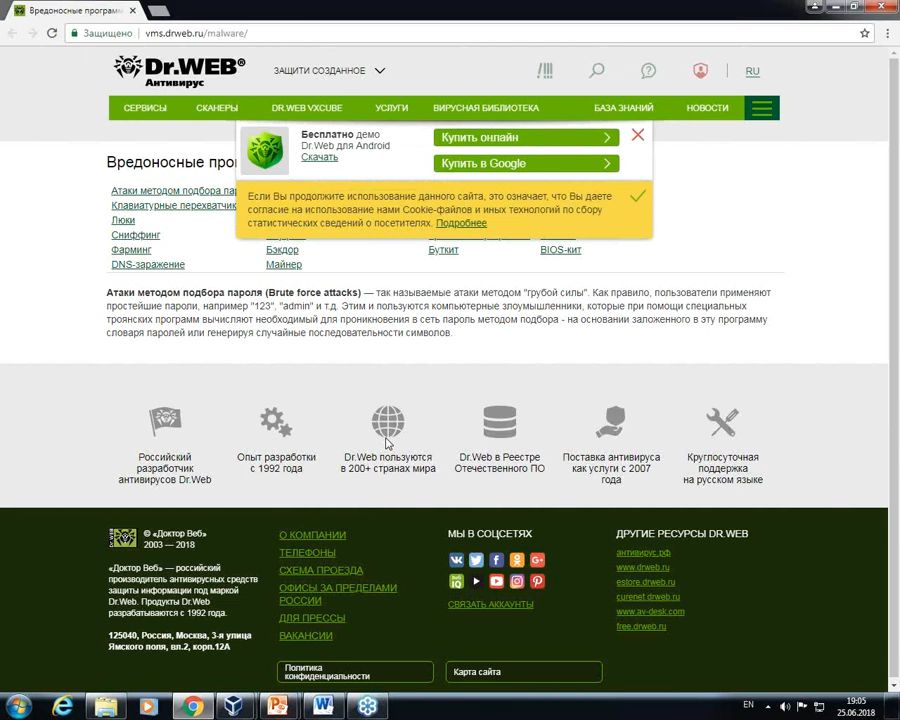 Вредоносные програм
Защищено
vms.drweb.ru/malware/
Dr.WEB®
Антивирус
ЗАЩИТИ СОЗДАННОЕ
RU
СЕРВИСЫ
СКАНЕРЫ
DR.WEB VXCUBE
УСЛУГИ
ВИРУСНАЯ БИБЛИОТЕКА
БАЗА ЗНАНИЙ
НОВОСТИ
Бесплатно демо
Dr.Web для Android
Скачать
Купить онлайн
Купить в Google
Вредоносные про
Если Вы продолжите использование данного сайта, это означает, что Вы даете
согласие на использование нами Cookie-файлов и иных технологий по сбору
статистических сведений о посетителях. Подробнее
Атаки методом подбора пар
Клавиатурные перехватчик
Люки
Сниффинг
Фарминг
Бэкдор
Буткит
BIOS-кит
DNS-заражение
Майнер
Атаки методом подбора пароля (Brute force attacks) — так называемые атаки методом "грубой силы". Как правило, пользователи применяют
простейшие пароли, например "123", "admin" и т.д. Этим и пользуются компьютерные злоумышленники, которые при помощи специальных
троянских программ вычисляют необходимый для проникновения в сеть пароль методом подбора - на основании заложенного в эту программу
словаря паролей или генерируя случайные последовательности символов.
Российский
разработчик
антивирусов Dr.Web
Опыт разработки
с 1992 года
Dr.Web пользуются
в 200+ странах мира
Dr.Web в Реестре
Отечественного ПО
Поставка антивируса
как услуги с 2007
года
Круглосуточная
поддержка
на русском языке
© «Доктор Веб»
2003 — 2018
«Доктор Веб» — российский
производитель антивирусных средств
защиты информации под маркой
Dr.Web. Продукты Dr.Web
разрабатываются с 1992 года.
125040, Россия, Москва, 3-я улица
Ямского поля, вл.2, корп.12А
О КОМПАНИИ
ТЕЛЕФОНЫ
СХЕМА ПРОЕЗДА
ОФИСЫ ЗА ПРЕДЕЛАМИ
РОССИИ
ДЛЯ ПРЕССЫ
ВАКАНСИИ
МЫ В СОЦСЕТЯХ
СВЯЗАТЬ АККАУНТЫ
ДРУГИЕ РЕСУРСЫ DR.WEB
антивирус.рф
www.drweb.ru
estore.drweb.ru
curenet.drweb.ru
www.av-desk.com
free.drweb.ru
Политика
конфиденциальности
Карта сайта
EN
19:05
25.06.2018